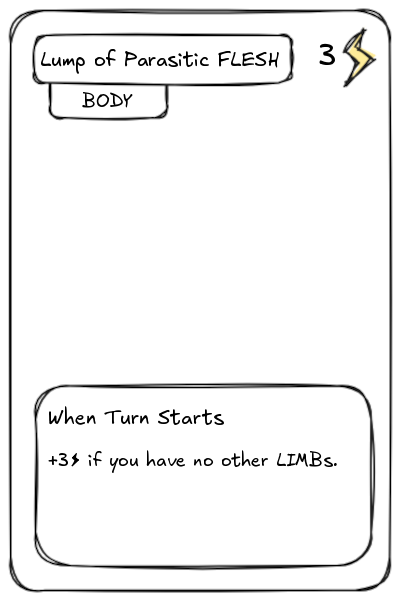 Lump of Parasitic FLESH
3⚡
BODY
When Turn Starts
+3⚡ if you have no other LIMBs.